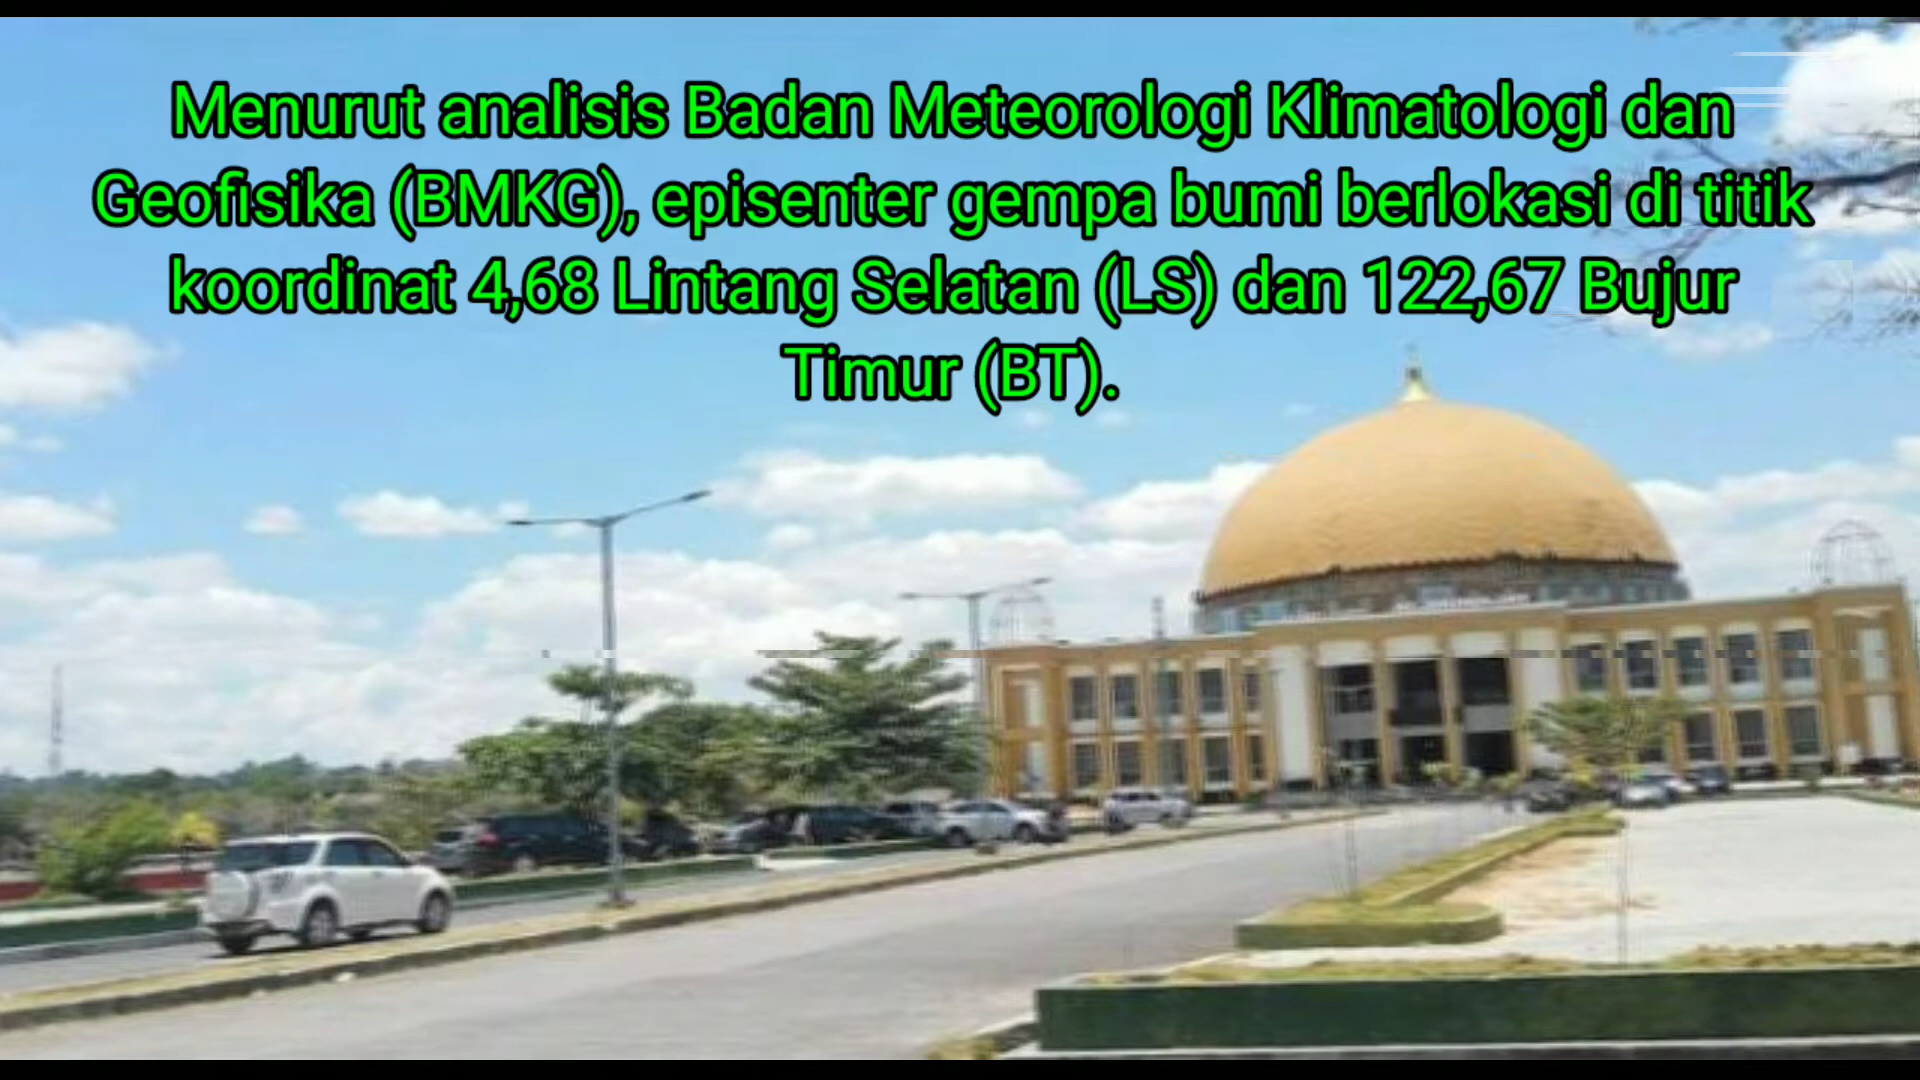 Menurut analisis Badan Meteorologi Klimatologi dan
Geofisika (BMKG), episenter gempa bumi berlokasi di titik
koordinat 4,68 Lintang Selatan (LS) dan 122,67 Bujur
Timur (BT).